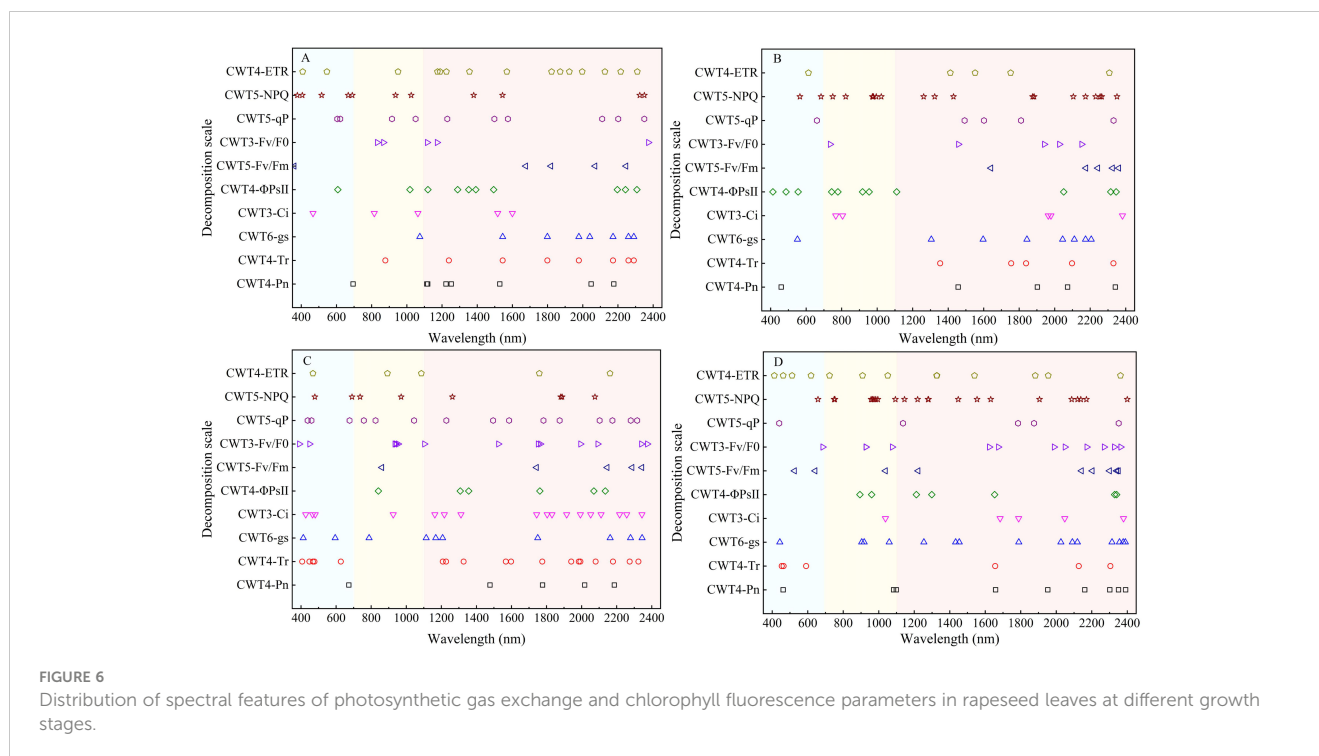 A
Decomposition scale
CWT4-ETR
CWT5-NPQ
CWT5-qP
CWT3-Fv/F0
CWT5-Fv/Fm
CWT4-ΦPsII
CWT3-Ci
CWT6-gs
CWT4-Tr
CWT4-Pn
400 600 800 1000 1200 1400 1600 1800 2000 2200 2400
Wavelength (nm)
B
Decomposition scale
CWT4-ETR
CWT5-NPQ
CWT5-qP
CWT3-Fv/F0
CWT5-Fv/Fm
CWT4-ΦPsII
CWT3-Ci
CWT6-gs
CWT4-Tr
CWT4-Pn
400 600 800 1000 1200 1400 1600 1800 2000 2200 2400
Wavelength (nm)
C
Decomposition scale
CWT4-ETR
CWT5-NPQ
CWT5-qP
CWT3-Fv/F0
CWT5-Fv/Fm
CWT4-ΦPsII
CWT3-Ci
CWT6-gs
CWT4-Tr
CWT4-Pn
400 600 800 1000 1200 1400 1600 1800 2000 2200 2400
Wavelength (nm)
D
Decomposition scale
CWT4-ETR
CWT5-NPQ
CWT5-qP
CWT3-Fv/F0
CWT5-Fv/Fm
CWT4-ΦPsII
CWT3-Ci
CWT6-gs
CWT4-Tr
CWT4-Pn
400 600 800 1000 1200 1400 1600 1800 2000 2200 2400
Wavelength (nm)
FIGURE 6
Distribution of spectral features of photosynthetic gas exchange and chlorophyll fluorescence parameters in rapeseed leaves at different growth
stages.